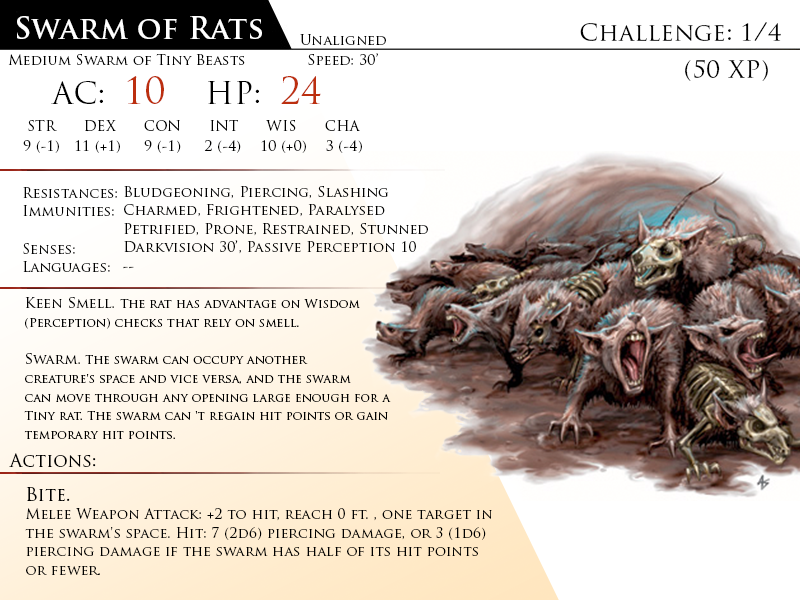 Swarm of Rats
Unaligned
Challenge: 1/4
Medium Swarm of Tiny Beasts
Speed: 30'
(50 XP)
AC: 10 HP: 24
STR DEX CON INT WIS CHA
9 (-1) 11 (+1) 9 (-1) 2 (-4) 10 (+0) 3 (-4)
Resistances: Bludgeoning, Piercing, Slashing
Immunities: Charmed, Frightened, Paralysed
Petrified, Prone, Restrained, Stunned
Senses: Darkvision 30', Passive Perception 10
Languages: --
Keen Smell. The rat has advantage on Wisdom
(Perception) checks that rely on smell.
Swarm. The swarm can occupy another
creature's space and vice versa, and the swarm
can move through any opening large enough for a
Tiny rat. The swarm can 't regain hit points or gain
temporary hit points.
Actions:
Bite.
Melee Weapon Attack: +2 to hit, reach 0 ft. , one target in
the swarm's space. Hit: 7 (2d6) piercing damage, or 3 (1d6)
piercing damage if the swarm has half of its hit points
or fewer.